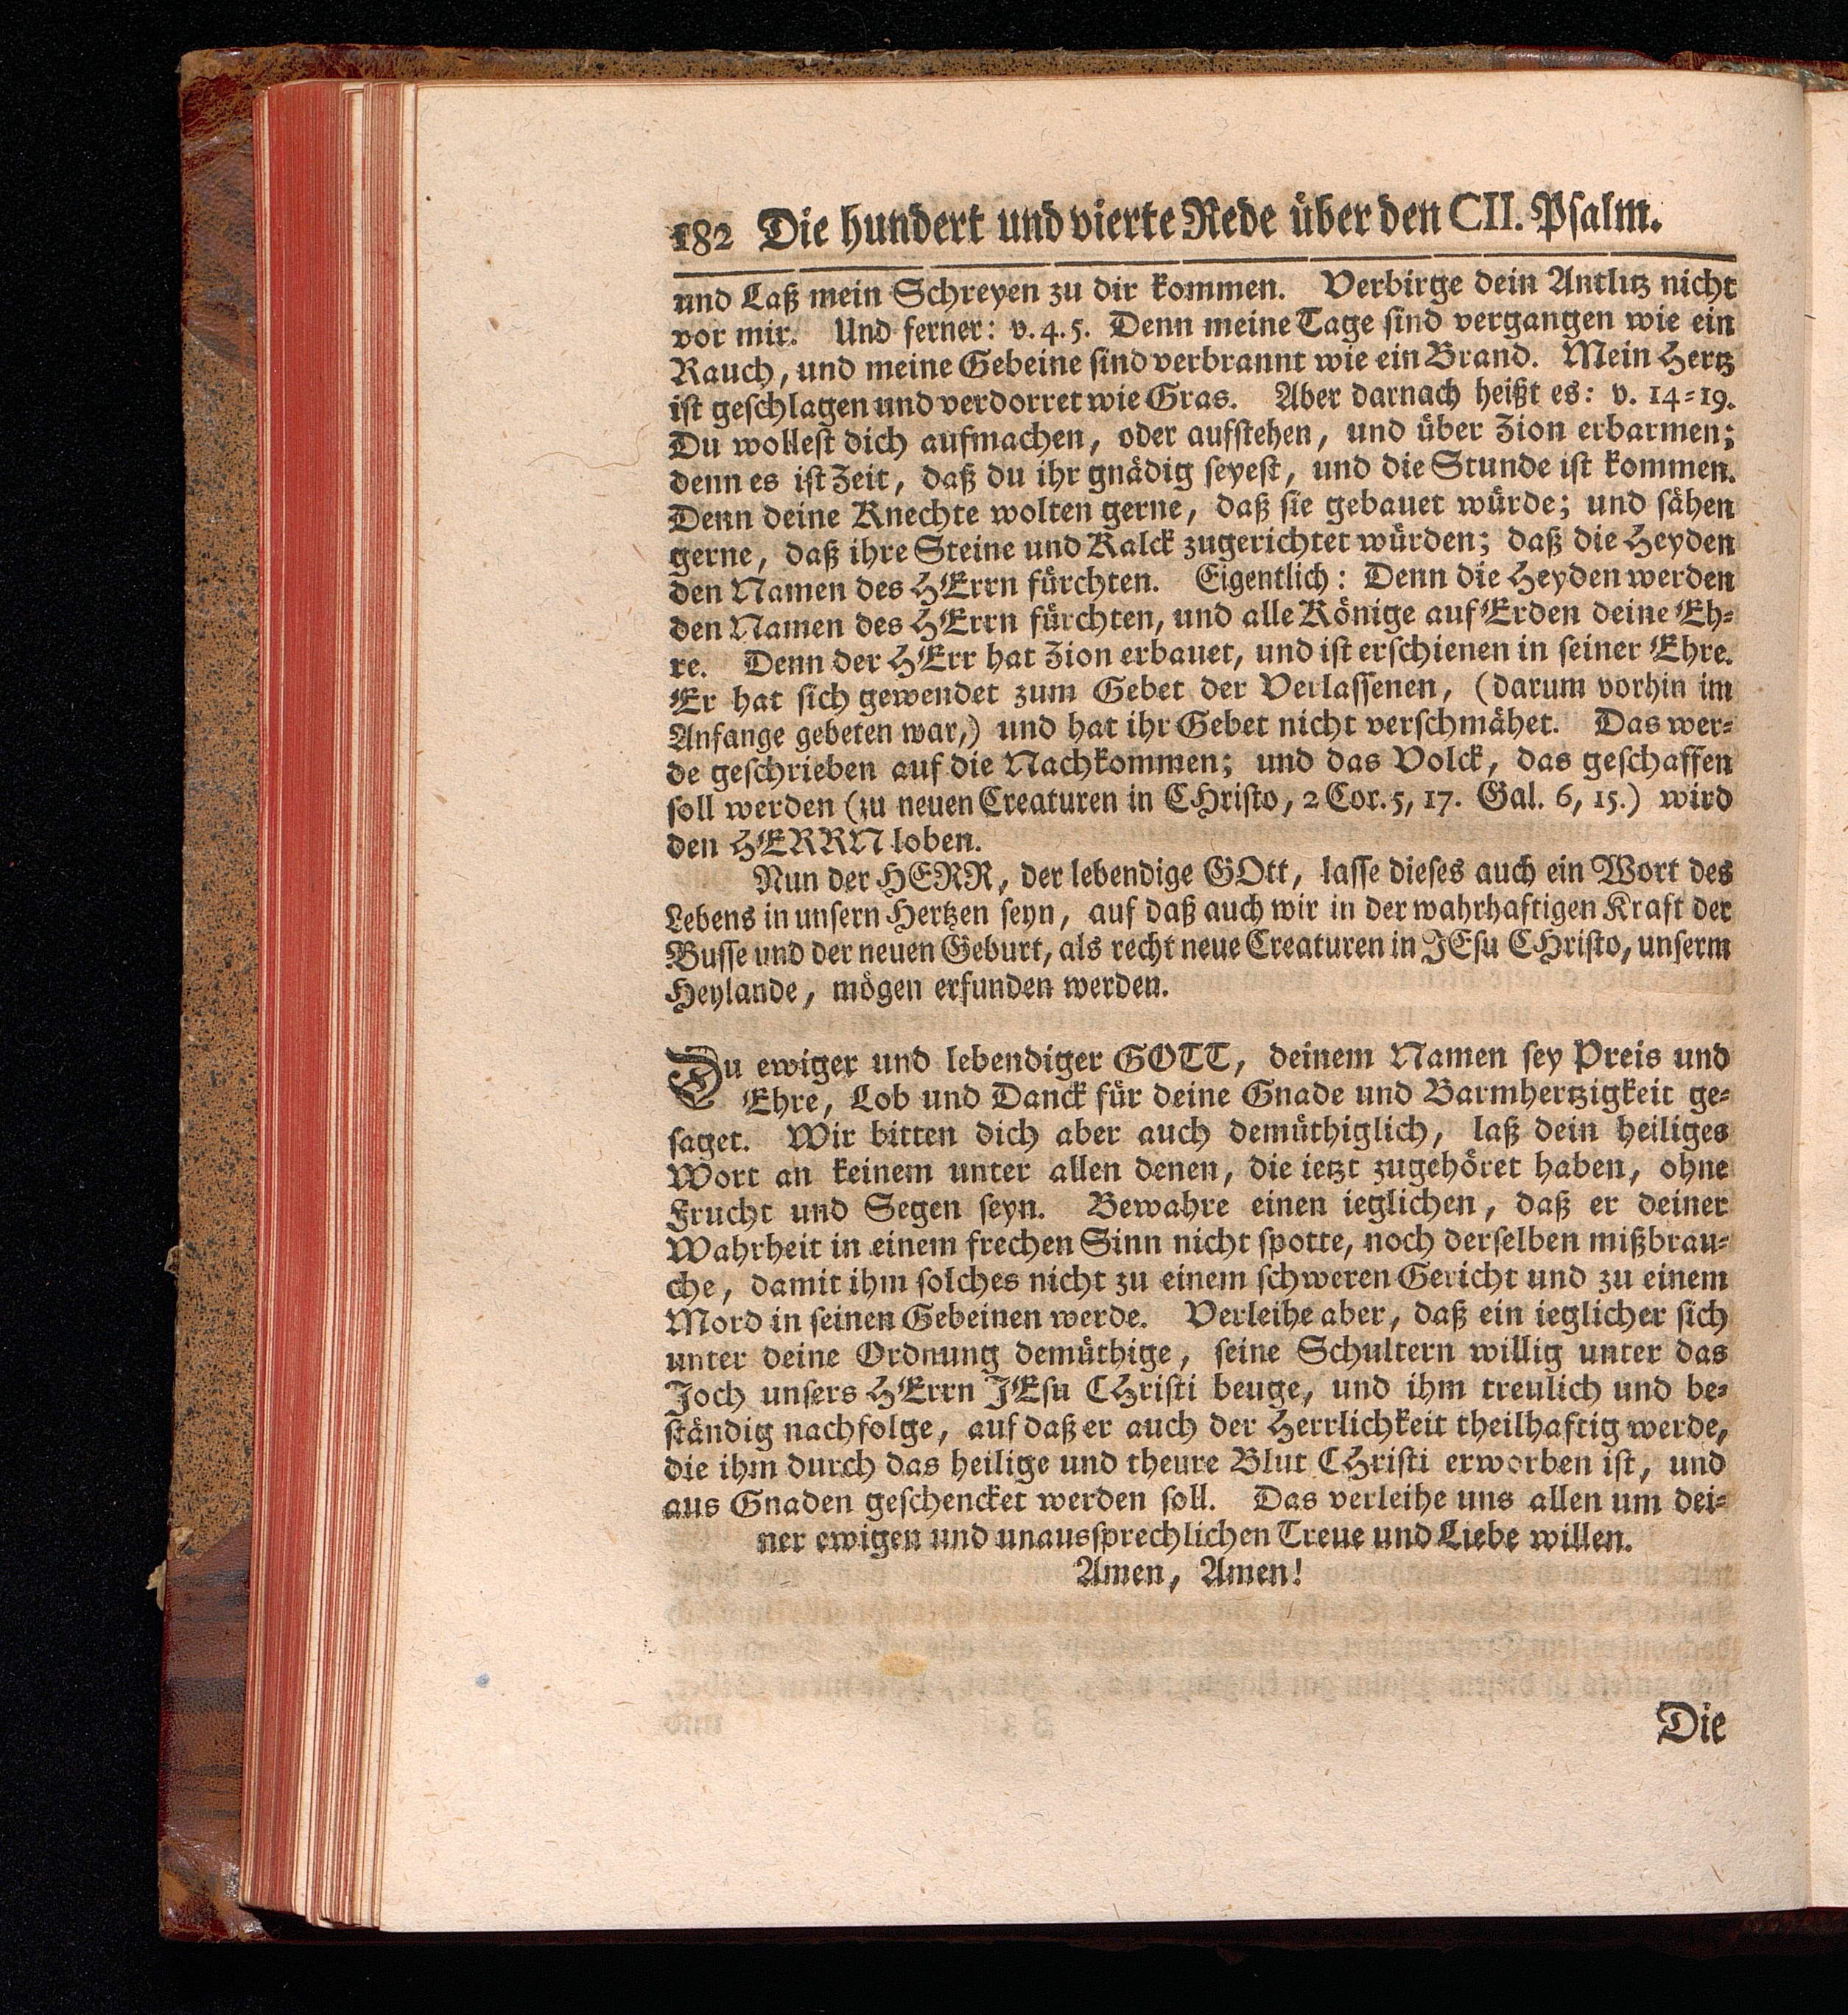 182 Die hundert und vierte Rede über den CII. Psalm.
und Laß mein Schreyen zu dir kommen. Verbirge dein Antlitz nicht
vor mir. Und ferner: v. 4. 5. Denn meine Tage sind vergangen wie ein
Rauch, und meine Gebeine sind verbrannt wie ein Brand. Mein Hertz
ist geschlagen und verdorret wie Gras. Aber darnach heißt es: v. 14=19.
Du wollest dich aufmachen, oder aufstehen, und über Zion erbarmen;
denn es ist Zeit, daß du ihr gnädig seyest, und die Stunde ist kommen.
Denn deine Knechte wolten gerne, daß sie gebauet würde; und sähen
gerne, daß ihre Steine und Kalck zugerichtet würden; daß die Heyden
den Namen des HErrn fürchten. Eigentlich: Denn die Heyden werden
den Namen des HErrn fürchten, und alle Könige auf Erden deine Eh=
re. Denn der HErr hat Zion erbauet, und ist erschienen in seiner Ehre.
Er hat sich gewendet zum Gebet der Verlassenen, (darum vorhin im
Anfange gebeten war,) und hat ihr Gebet nicht verschmähet. Das wer=
de geschrieben auf die Nachkommen; und das Volck, das geschaffen
soll werden (zu neuen Creaturen in CHristo, 2 Cor. 5, 17. Gal. 6, 15.) wird
den HERRN loben.
Nun der HERR, der lebendige GOtt, lasse dieses auch ein Wort des
Lebens in unsern Hertzen seyn, auf daß auch wir in der wahrhaftigen Kraft der
Busse und der neuen Geburt, als recht neue Creaturen in JEsu CHristo, unserm
Heylande, mögen erfunden werden.
Du ewiger und lebendiger GOTT, deinem Namen sey Preis und
Ehre, Lob und Danck für deine Gnade und Barmhertzigkeit ge=
saget. Wir bitten dich aber auch demüthiglich, laß dein heiliges
Wort an keinem unter allen denen, die ietzt zugehöret haben, ohne
Frucht und Segen seyn. Bewahre einen ieglichen, daß er deiner
Wahrheit in einem frechen Sinn nicht spotte, noch derselben mißbrau=
che, damit ihm solches nicht zu einem schweren Gericht und zu einem
Mord in seinen Gebeinen werde. Verleihe aber, daß ein ieglicher sich
unter deine Ordnung demüthige, seine Schultern willig unter das
Joch unsers HErrn JEsu CHristi beuge, und ihm treulich und be=
ständig nachfolge, auf daß er auch der Herrlichkeit theilhaftig werde,
die ihm durch das heilige und theure Blut CHristi erworben ist, und
aus Gnaden geschencket werden soll. Das verleihe uns allen um dei=
ner ewigen und unaussprechlichen Treue und Liebe willen.
Amen, Amen!
Die